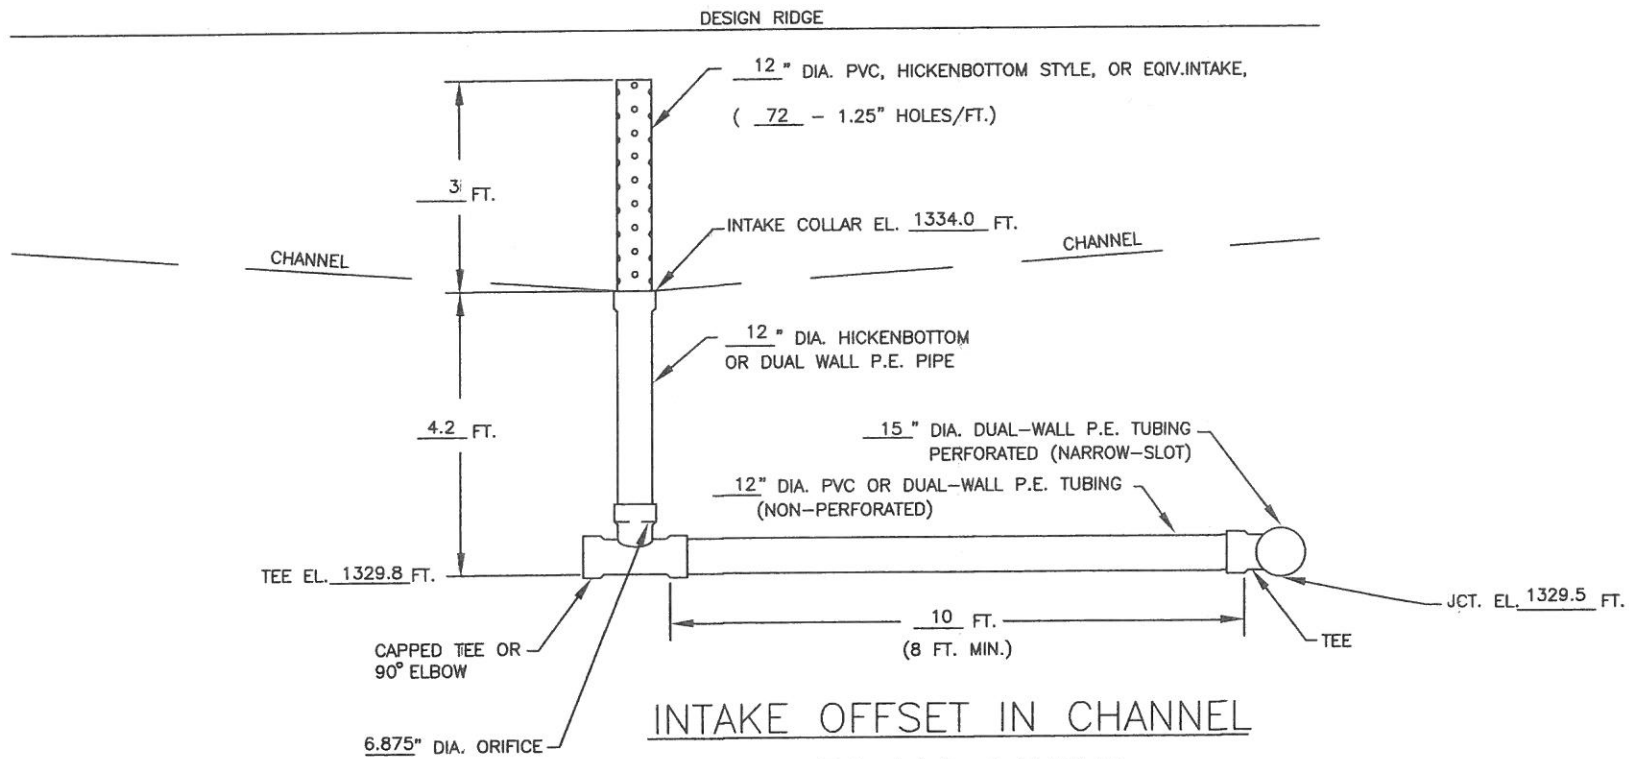 DESIGN RIDGE
12" DIA. PVC, HICKENBOTTOM STYLE, OR EQIV.INTAKE,
( 72 - 1.25" HOLES/FT.)
3 FT.
INTAKE COLLAR EL. 1334.0 FT.
CHANNEL
CHANNEL
12" DIA. HICKENBOTTOM
OR DUAL WALL P.E. PIPE
4.2 FT.
15" DIA. DUAL-WALL P.E. TUBING
PERFORATED (NARROW-SLOT)
12" DIA. PVC OR DUAL-WALL P.E. TUBING
(NON-PERFORATED)
TEE EL. 1329.8 FT.
JCT. EL. 1329.5 FT.
10 FT.
(8 FT. MIN.)
TEE
CAPPED TEE OR
90° ELBOW
INTAKE OFFSET IN CHANNEL
6.875" DIA. ORIFICE